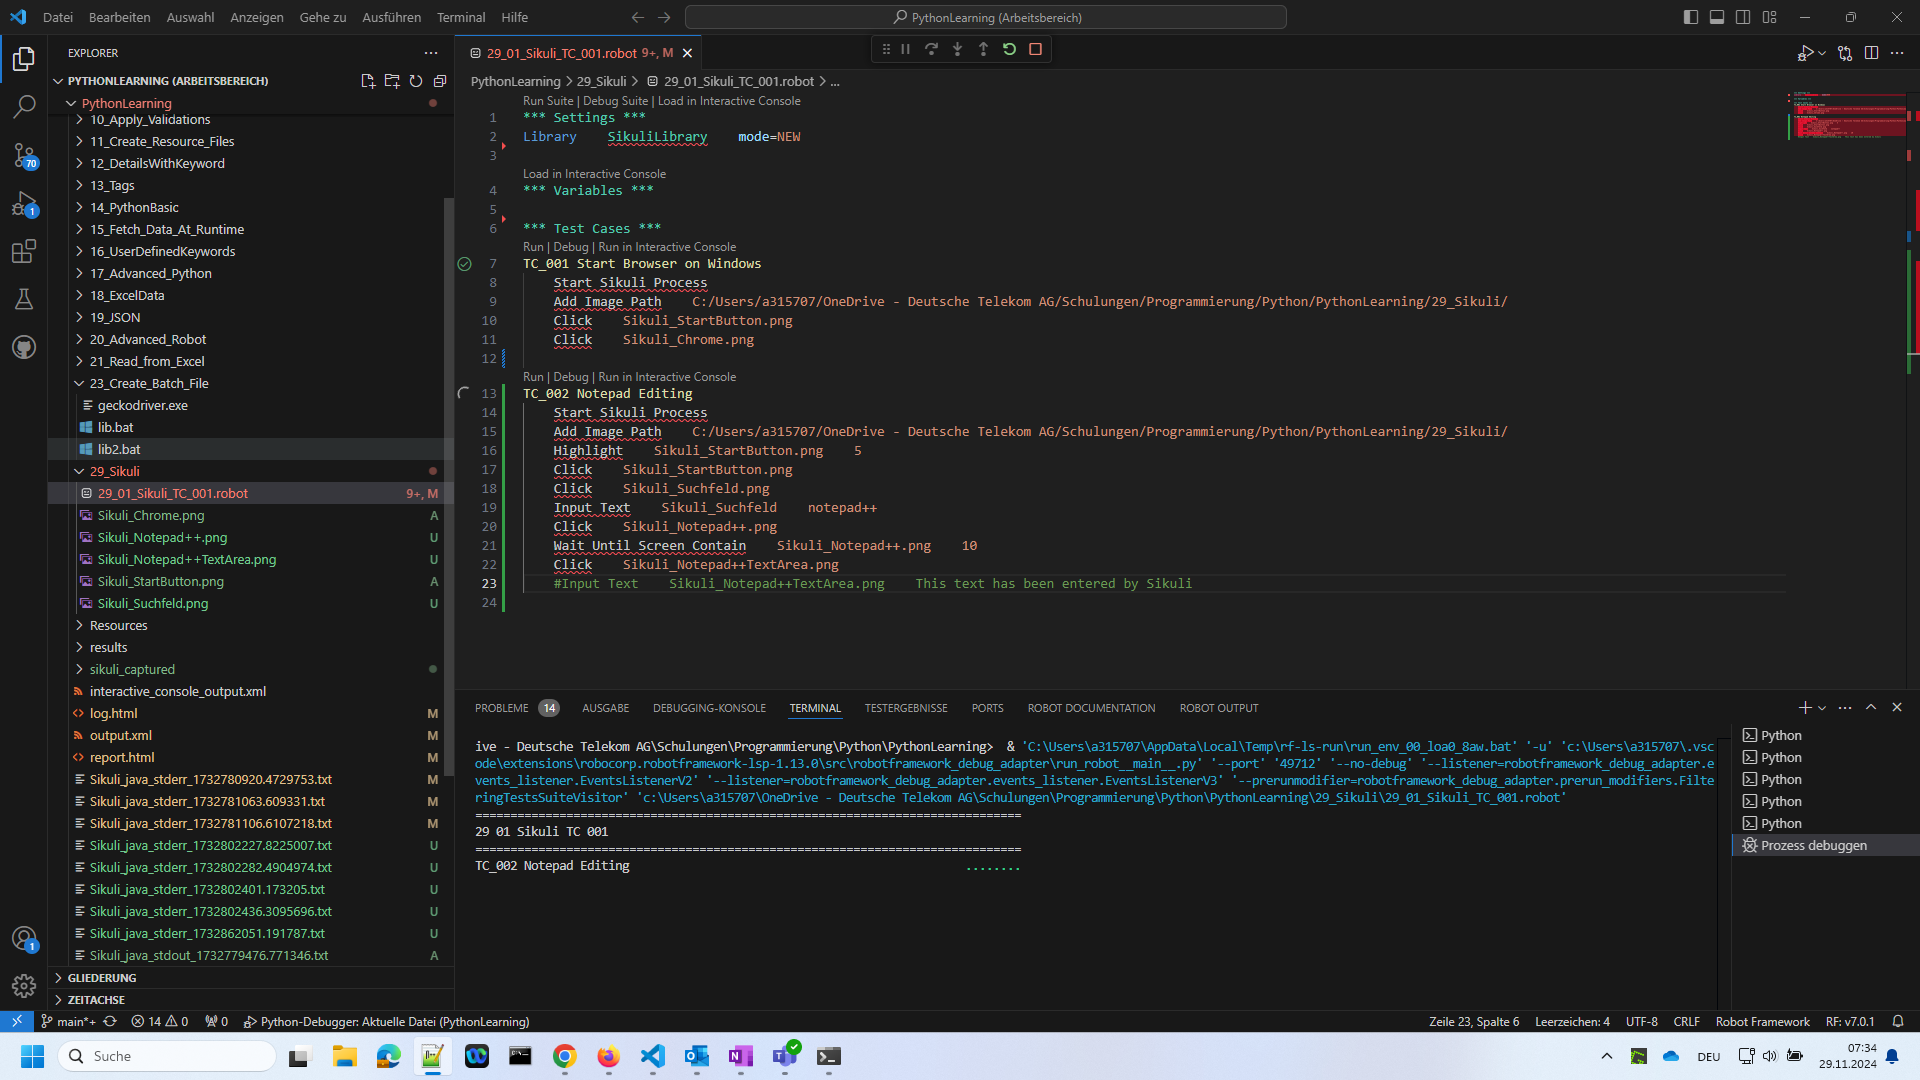 Datei Bearbeiten Auswahl Anzeigen Gehe zu Ausführen Terminal Hilfe
PythonLearning (Arbeitsbereich)
EXPLORER
PYTHONLEARNING (ARBEITSBEREICH)
PythonLearning
10_Apply_Validations
11_Create_Resource_Files
12_DetailsWithKeyword
13_Tags
14_PythonBasic
15_Fetch_Data_At_Runtime
16_UserDefinedKeywords
17_Advanced_Python
18_ExcelData
19_JSON
20_Advanced_Robot
21_Read_from_Excel
23_Create_Batch_File
geckodriver.exe
lib.bat
lib2.bat
29_Sikuli
29_01_Sikuli_TC_001.robot 9+, M
Sikuli_Chrome.png A
Sikuli_Notepad++.png U
Sikuli_Notepad++TextArea.png U
Sikuli_StartButton.png A
Sikuli_Suchfeld.png U
Resources
results
sikuli_captured
interactive_console_output.xml
log.html M
output.xml M
report.html M
Sikuli_java_stderr_1732780920.4729753.txt M
Sikuli_java_stderr_1732781063.609331.txt M
Sikuli_java_stderr_1732781106.6107218.txt M
Sikuli_java_stderr_1732802227.8225007.txt U
Sikuli_java_stderr_1732802282.4904974.txt U
Sikuli_java_stderr_1732802401.173205.txt U
Sikuli_java_stderr_1732802436.3095696.txt U
Sikuli_java_stderr_1732862051.191787.txt U
Sikuli_java_stdout_1732779476.771346.txt A
GLIEDERUNG
ZEITACHSE
70
1
1
29_01_Sikuli_TC_001.robot 9+, M
PythonLearning > 29_Sikuli > 29_01_Sikuli_TC_001.robot > ...
Run Suite | Debug Suite | Load in Interactive Console
1 *** Settings ***
2 Library    SikuliLibrary    mode=NEW
3
Load in Interactive Console
4 *** Variables ***
5
6 *** Test Cases ***
Run | Debug | Run in Interactive Console
7 TC_001 Start Browser on Windows
8 Start Sikuli Process
9 Add Image Path    C:/Users/a315707/OneDrive - Deutsche Telekom AG/Schulungen/Programmierung/Python/PythonLearning/29_Sikuli/
10 Click    Sikuli_StartButton.png
11 Click    Sikuli_Chrome.png
12
Run | Debug | Run in Interactive Console
13 TC_002 Notepad Editing
14 Start Sikuli Process
15 Add Image Path    C:/Users/a315707/OneDrive - Deutsche Telekom AG/Schulungen/Programmierung/Python/PythonLearning/29_Sikuli/
16 Highlight    Sikuli_StartButton.png    5
17 Click    Sikuli_StartButton.png
18 Click    Sikuli_Suchfeld.png
19 Input Text    Sikuli_Suchfeld    notepad++
20 Click    Sikuli_Notepad++.png
21 Wait Until Screen Contain    Sikuli_Notepad++.png    10
22 Click    Sikuli_Notepad++TextArea.png
23 #Input Text    Sikuli_Notepad++TextArea.png    This text has been entered by Sikuli
24
PROBLEME 14 AUSGABE DEBUGGING-KONSOLE TERMINAL TESTERGEBNISSE PORTS ROBOT DOCUMENTATION ROBOT OUTPUT
ive - Deutsche Telekom AG\Schulungen\Programmierung\Python\PythonLearning>  & 'C:\Users\a315707\AppData\Local\Temp\rf-ls-run\run_env_00_loa0_8aw.bat' '-u' 'c:\Users\a315707\.vsc
ode\extensions\robocorp.robotframework-lsp-1.13.0\src\robotframework_debug_adapter\run_robot__main__.py' '--port' '49712' '--no-debug' '--listener=robotframework_debug_adapter.e
vents_listener.EventsListenerV2' '--listener=robotframework_debug_adapter.events_listener.EventsListenerV3' '--prerunmodifier=robotframework_debug_adapter.prerun_modifiers.Filte
ringTestsSuiteVisitor' 'c:\Users\a315707\OneDrive - Deutsche Telekom AG\Schulungen\Programmierung\Python\PythonLearning\29_Sikuli\29_01_Sikuli_TC_001.robot'
==============================================================================
29 01 Sikuli TC 001
==============================================================================
TC_002 Notepad Editing ........
Python
Python
Python
Python
Python
Prozess debuggen
main*+ 14 0 0 Python-Debugger: Aktuelle Datei (PythonLearning) Zeile 23, Spalte 6 Leerzeichen: 4 UTF-8 CRLF Robot Framework RF: v7.0.1
Suche DEU 07:34
29.11.2024